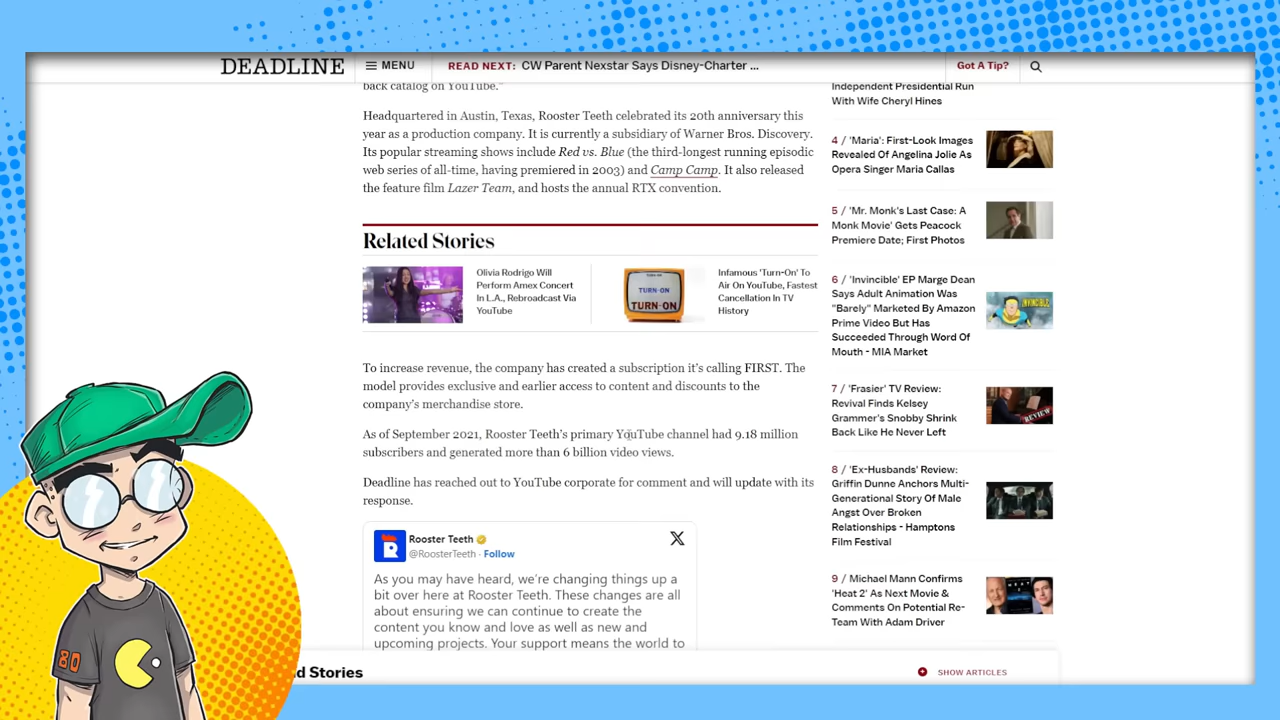 DEADLINE
MENU
READ NEXT: CW Parent Nexstar Says Disney-Charter ...
Got A Tip?
back catalog on YouTube."
Headquartered in Austin, Texas, Rooster Teeth celebrated its 20th anniversary this
year as a production company. It is currently a subsidiary of Warner Bros. Discovery.
Its popular streaming shows include Red vs. Blue (the third-longest running episodic
web series of all-time, having premiered in 2003) and Camp Camp. It also released
the feature film Lazer Team, and hosts the annual RTX convention.
Related Stories
Olivia Rodrigo Will
Perform Amex Concert
In L.A., Rebroadcast Via
YouTube
TURN-ON
TURN-ON
Infamous 'Turn-On' To
Air On YouTube, Fastest
Cancellation In TV
History
To increase revenue, the company has created a subscription it's calling FIRST. The
model provides exclusive and earlier access to content and discounts to the
company's merchandise store.
As of September 2021, Rooster Teeth's primary YouTube channel had 9.18 million
subscribers and generated more than 6 billion video views.
Deadline has reached out to YouTube corporate for comment and will update with its
response.
Rooster Teeth
@RoosterTeeth · Follow
As you may have heard, we're changing things up a
bit over here at Rooster Teeth. These changes are all
about ensuring we can continue to create the
content you know and love as well as new and
upcoming projects. Your support means the world to
Independent Presidential Run
With Wife Cheryl Hines
4 / 'Maria': First-Look Images
Revealed Of Angelina Jolie As
Opera Singer Maria Callas
5 / 'Mr. Monk's Last Case: A
Monk Movie' Gets Peacock
Premiere Date; First Photos
6 / 'Invincible' EP Marge Dean
Says Adult Animation Was
"Barely" Marketed By Amazon
Prime Video But Has
Succeeded Through Word Of
Mouth - MIA Market
INVINCIBLE
7 / 'Frasier' TV Review:
Revival Finds Kelsey
Grammer's Snobby Shrink
Back Like He Never Left
REVIEW
8 / 'Ex-Husbands' Review:
Griffin Dunne Anchors Multi-
Generational Story Of Male
Angst Over Broken
Relationships - Hamptons
Film Festival
9 / Michael Mann Confirms
'Heat 2' As Next Movie &
Comments On Potential Re-
Team With Adam Driver
d Stories
SHOW ARTICLES
80